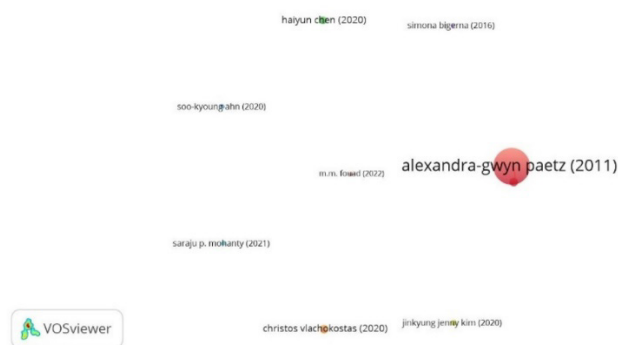 haiyun chen (2020)
simona bigerna (2016)
soo-kyoung ahn (2020)
alexandra-gwyn paetz (2011)
m.m. fouad (2022)
saraju p. mohanty (2021)
VOSviewer
christos vlachokostas (2020)
jinkyung jenny kim (2020)